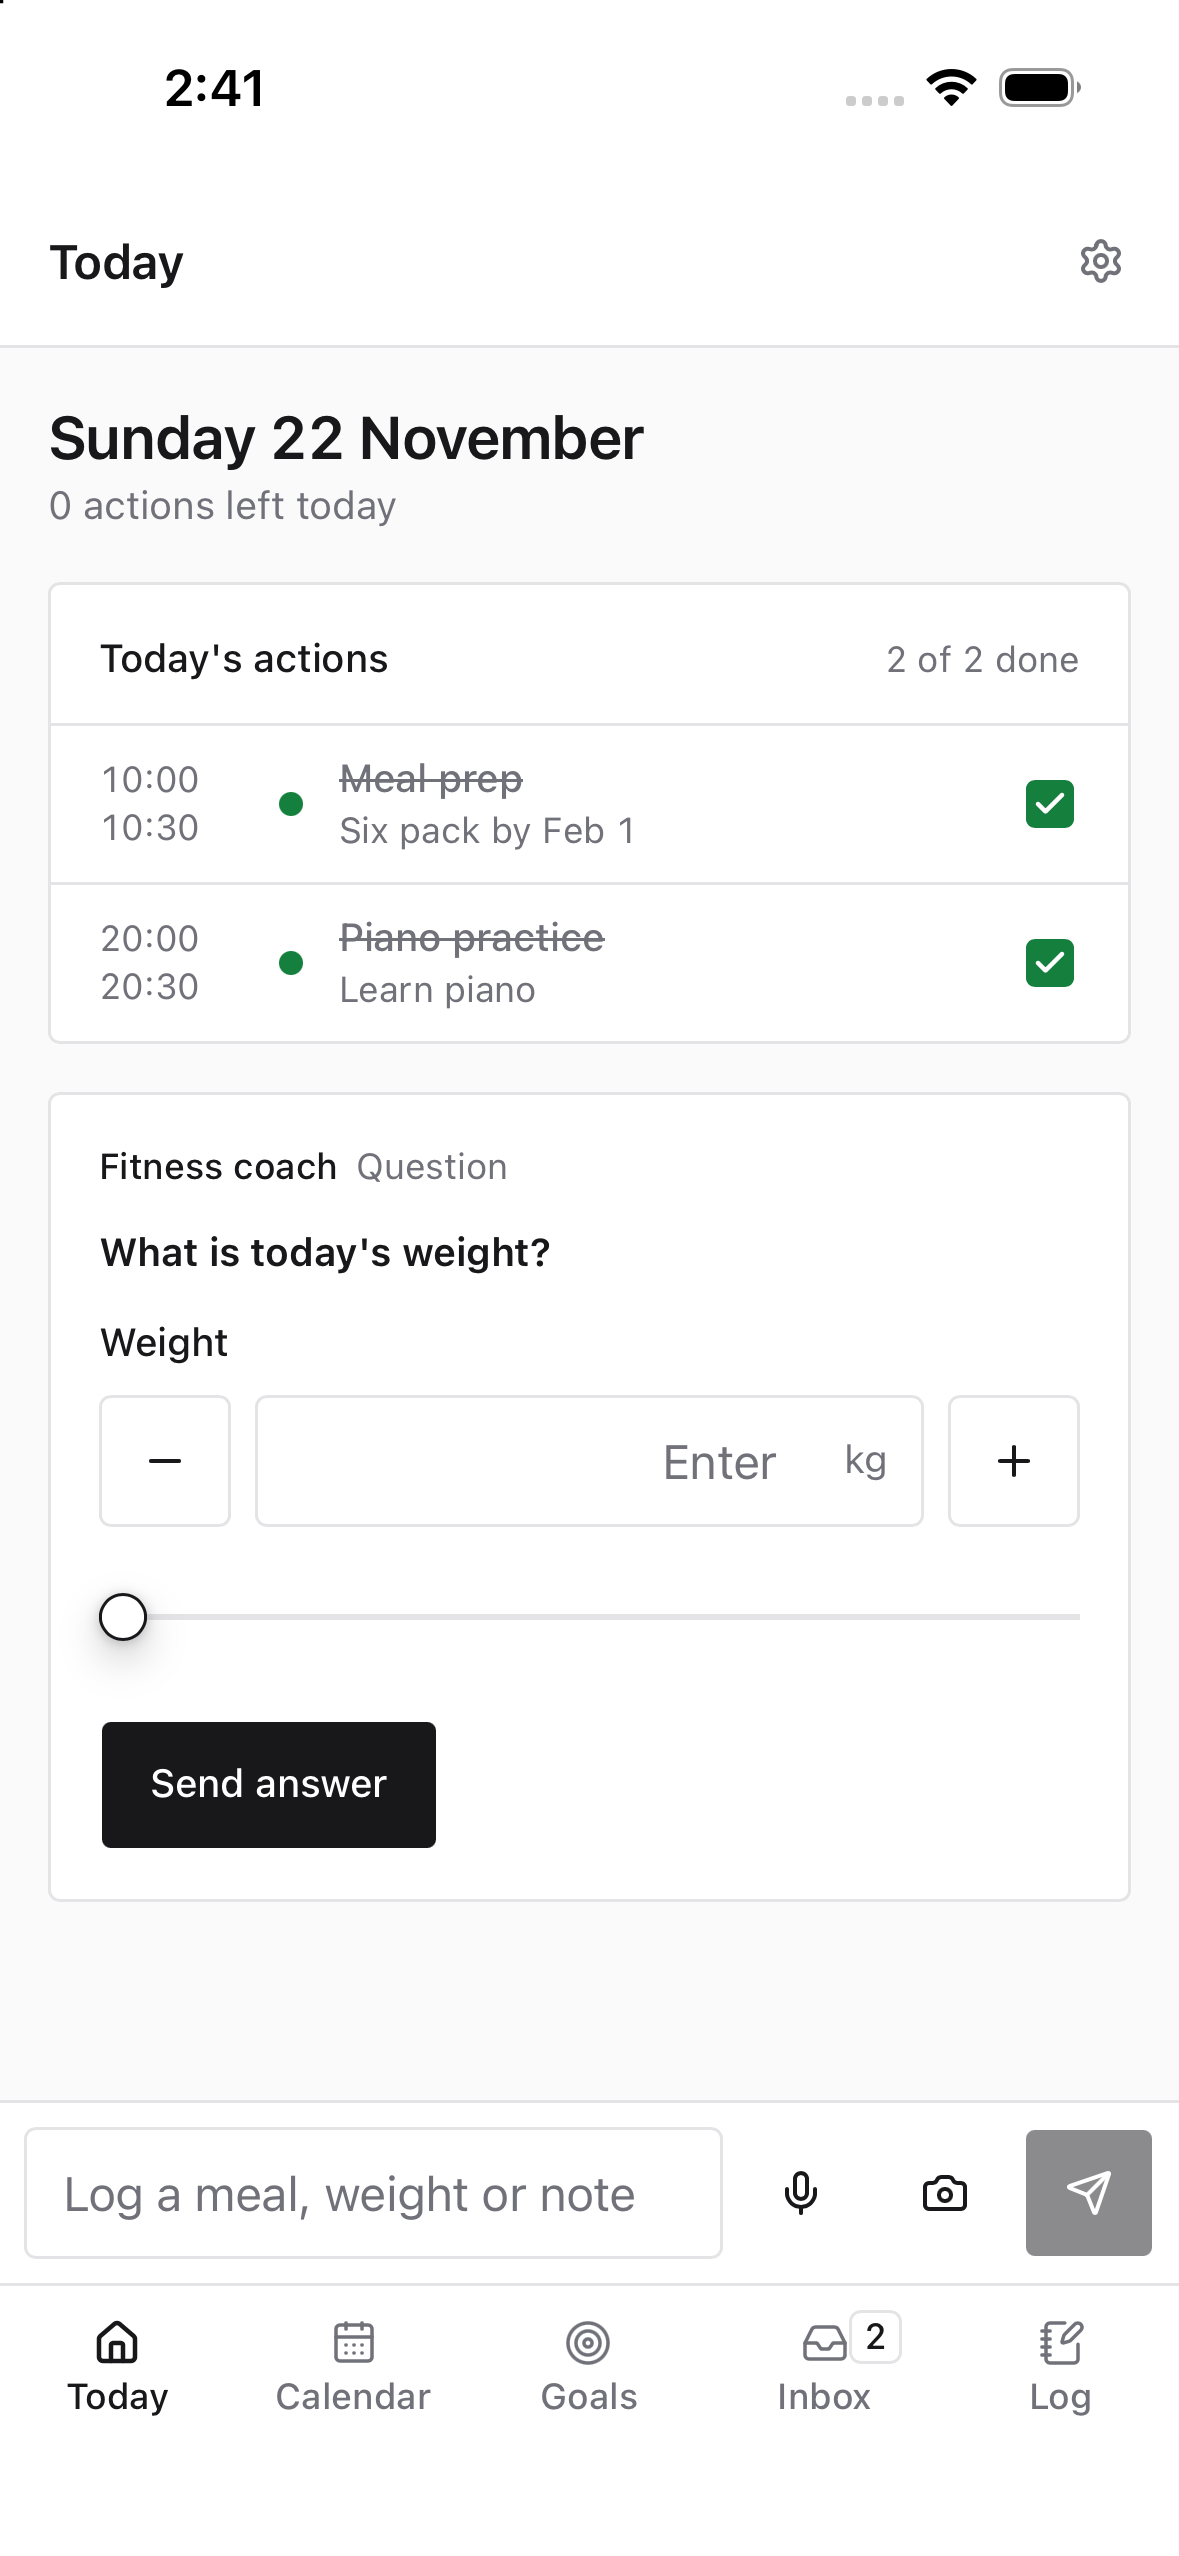 2:41
Today
Sunday 22 November
0 actions left today
Today's actions
2 of 2 done
10:00
10:30
Meal prep
Six pack by Feb 1
20:00
20:30
Piano practice
Learn piano
Fitness coach Question
What is today's weight?
Weight
Enter kg
Send answer
Log a meal, weight or note
2
Today Calendar Goals Inbox Log